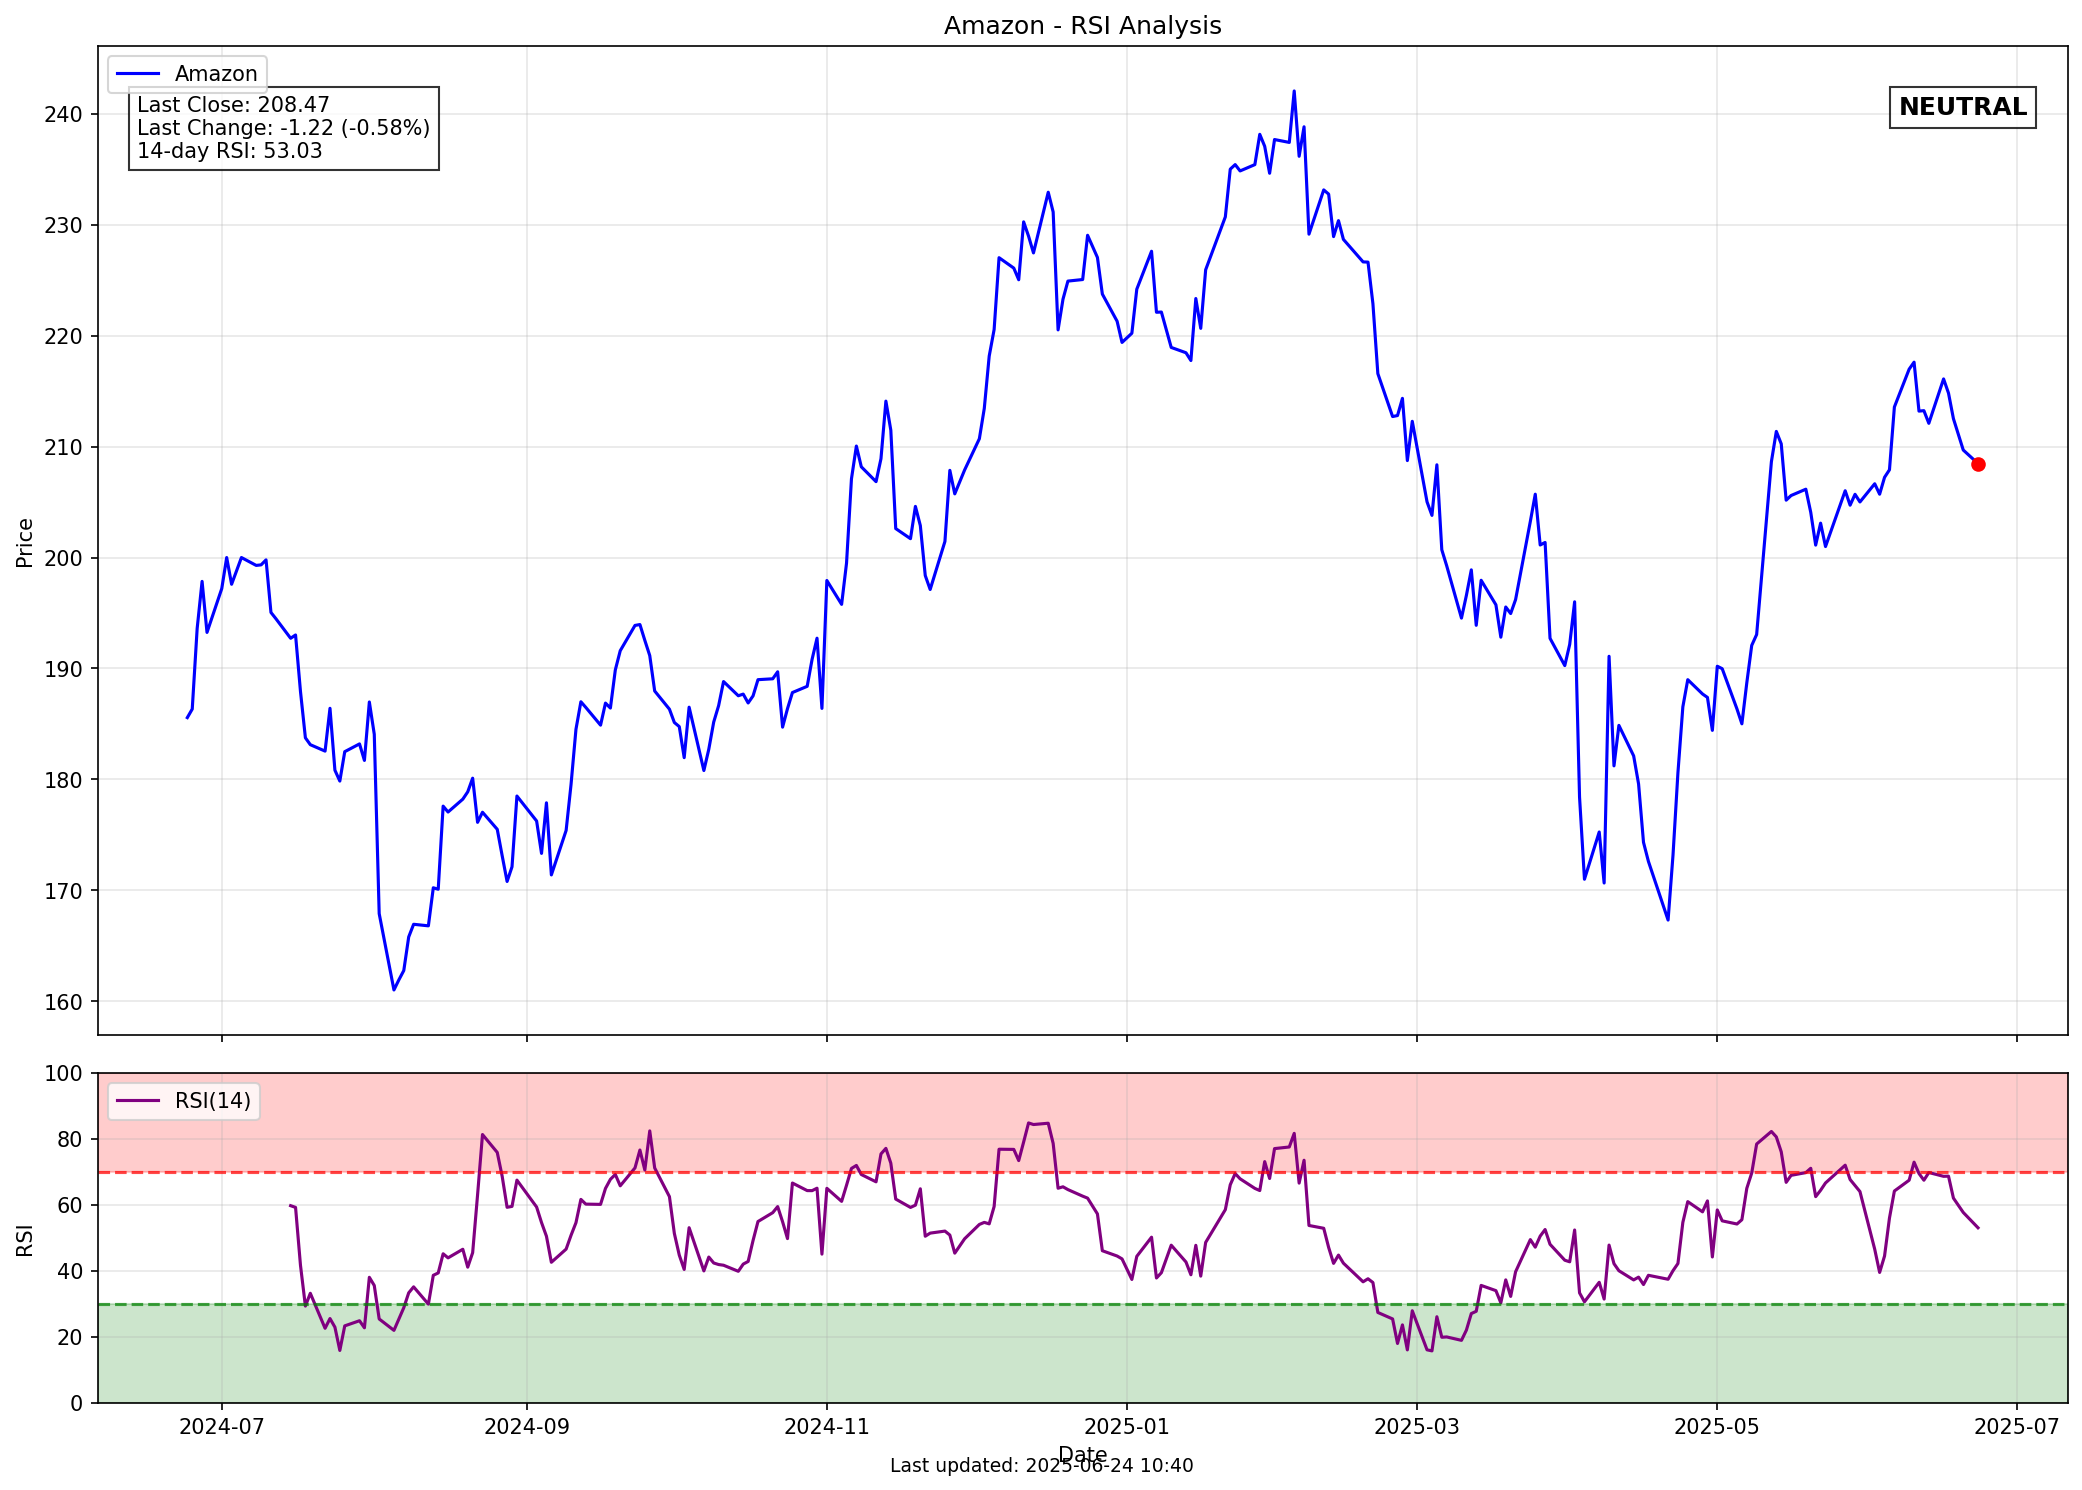 Amazon - RSI Analysis
Amazon
Last Close: 208.47
Last Change: -1.22 (-0.58%)
14-day RSI: 53.03
NEUTRAL
Price
240
230
220
210
200
190
180
170
160
RSI(14)
RSI
100
80
60
40
20
0
2024-07
2024-09
2024-11
2025-01
2025-03
2025-05
2025-07
Date
Last updated: 2025-06-24 10:40